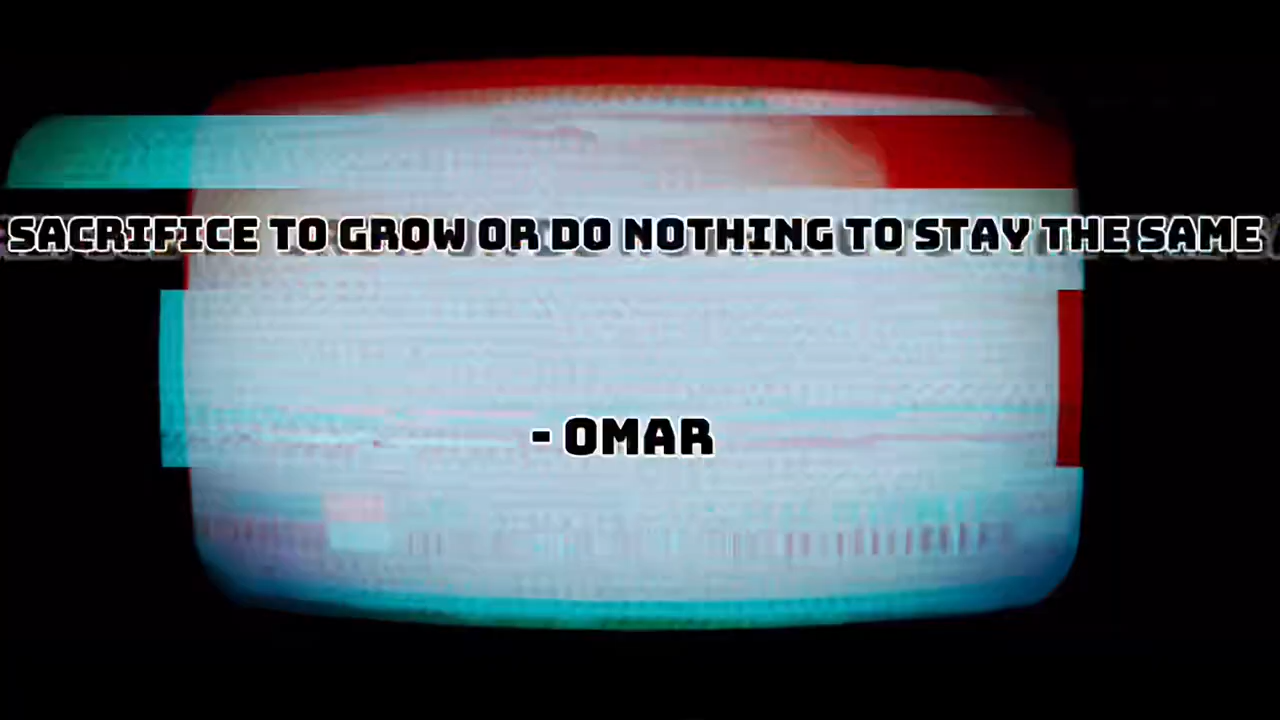 SACRIFICE TO GROW OR DO NOTHING TO STAY THE SAME
- OMAR